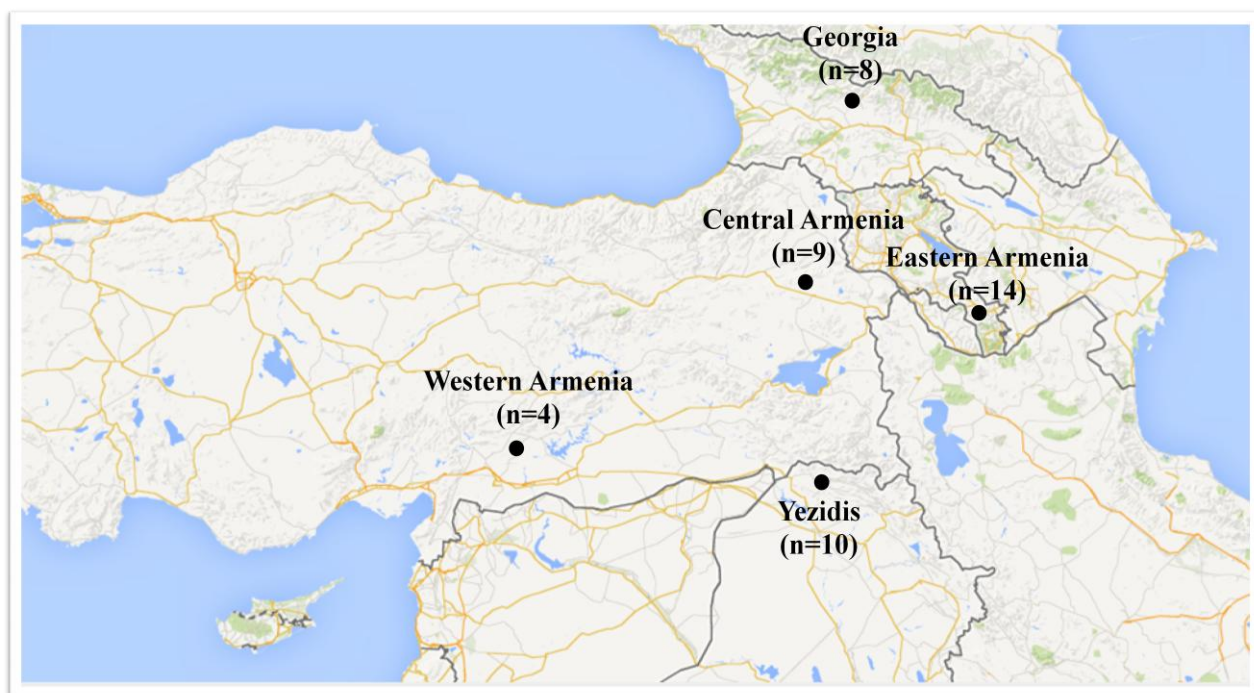 Georgia
(n=8)
Central Armenia
(n=9)
Eastern Armenia
(n=14)
Western Armenia
(n=4)
Yezidis
(n=10)